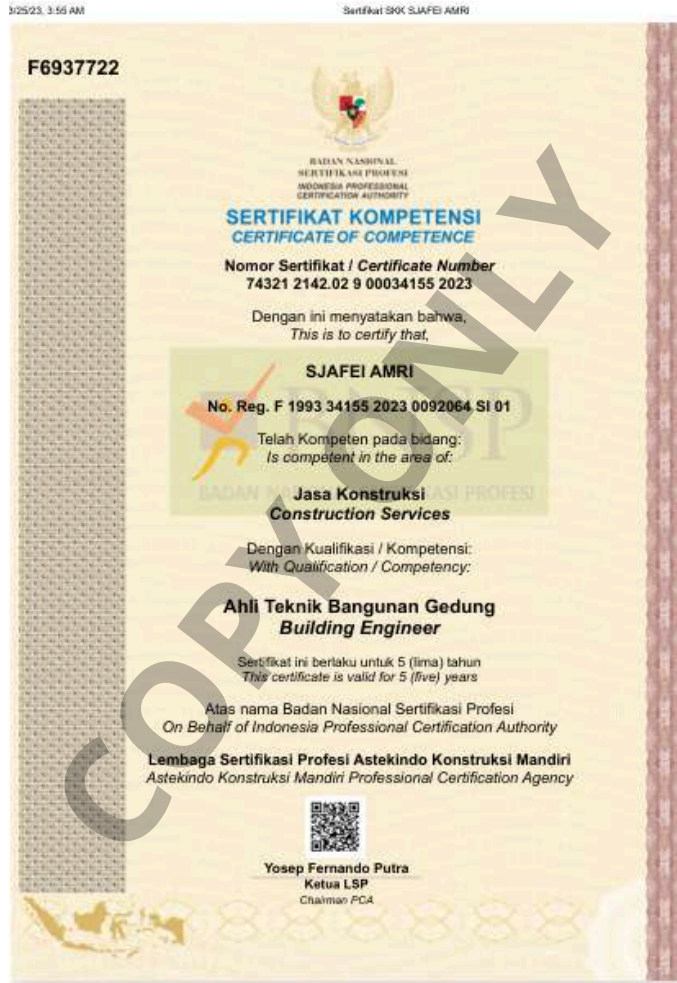 3/25/23, 3:55 AM
Sertifikat SKK SJAFEI AMRI
F6937722
BADAN NASIONAL
SERTIFIKASI PROFESI
INDONESIA PROFESSIONAL
CERTIFICATION AUTHORITY
SERTIFIKAT KOMPETENSI
CERTIFICATE OF COMPETENCE
Nomor Sertifikat / Certificate Number
74321 2142.02 9 00034155 2023
Dengan ini menyatakan bahwa,
This is to certify that,
SJAFEI AMRI
No. Reg. F 1993 34155 2023 0092064 SI 01
Telah Kompeten pada bidang:
Is competent in the area of:
Jasa Konstruksi
Construction Services
Dengan Kualifikasi / Kompetensi:
With Qualification / Competency:
Ahli Teknik Bangunan Gedung
Building Engineer
Sertifikat ini berlaku untuk 5 (lima) tahun
This certificate is valid for 5 (five) years
Atas nama Badan Nasional Sertifikasi Profesi
On Behalf of Indonesia Professional Certification Authority
Lembaga Sertifikasi Profesi Astekindo Konstruksi Mandiri
Astekindo Konstruksi Mandiri Professional Certification Agency
Yosep Fernando Putra
Ketua LSP
Chairman PCA
COPY ONLY